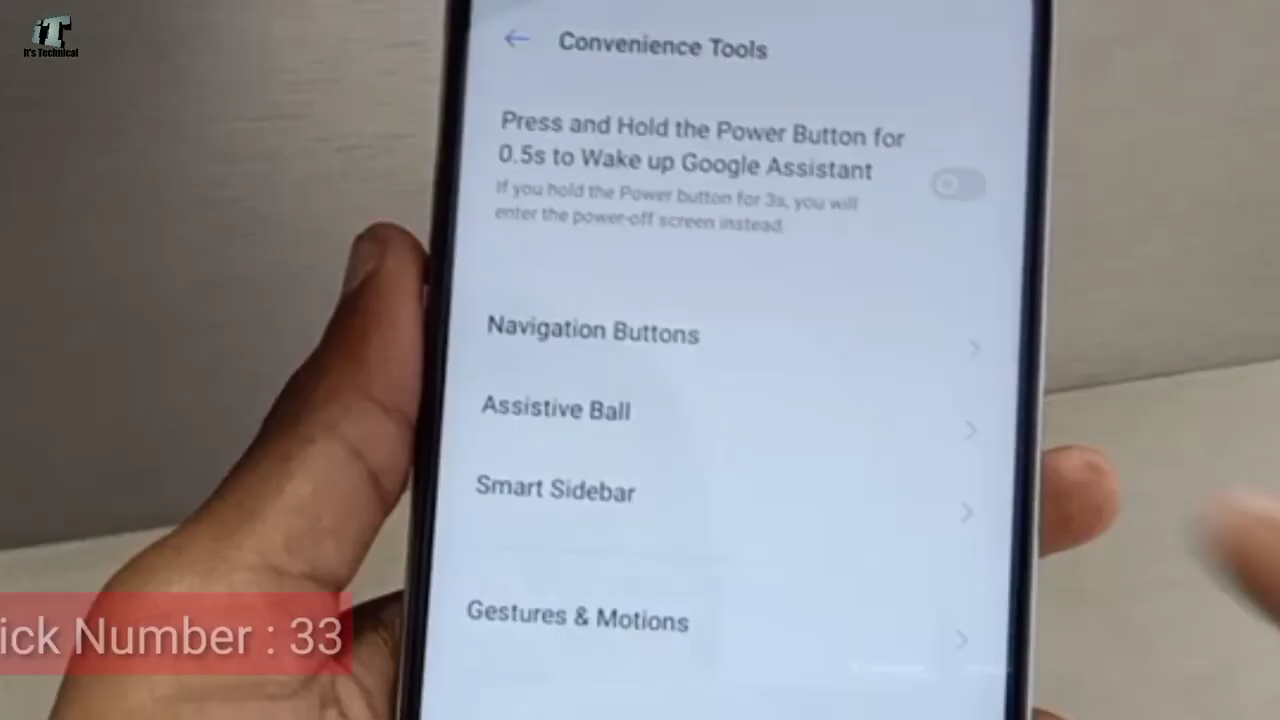 iT
It's Technical
Convenience Tools
Press and Hold the Power Button for
0.5s to Wake up Google Assistant
If you hold the Power button for 3s, you will
enter the power-off screen instead.
Navigation Buttons
Assistive Ball
Smart Sidebar
Gestures & Motions
ick Number : 33